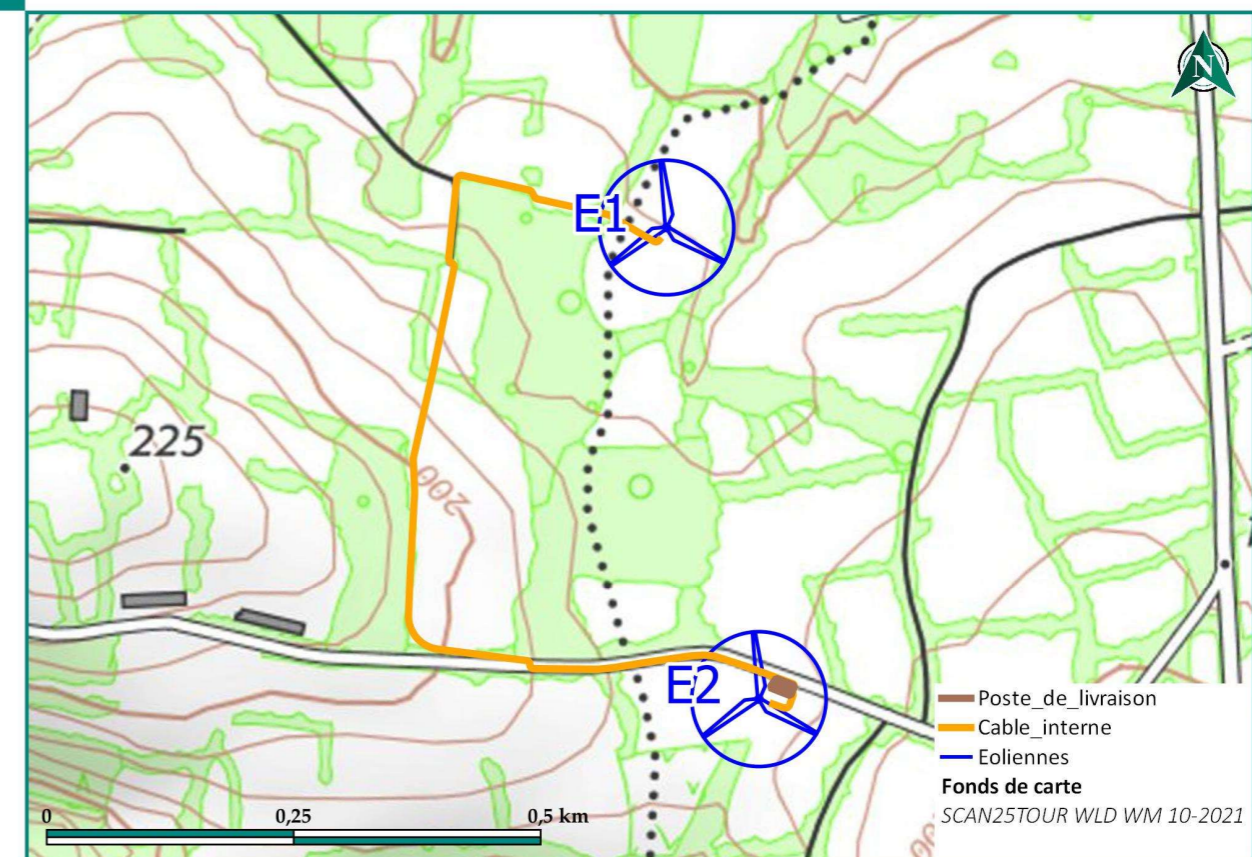 N
E1
225
200
E2
Poste_de_livraison
Cable_interne
Eoliennes
Fonds de carte
SCAN25TOUR WLD WM 10-2021
0 0,25 0,5 km